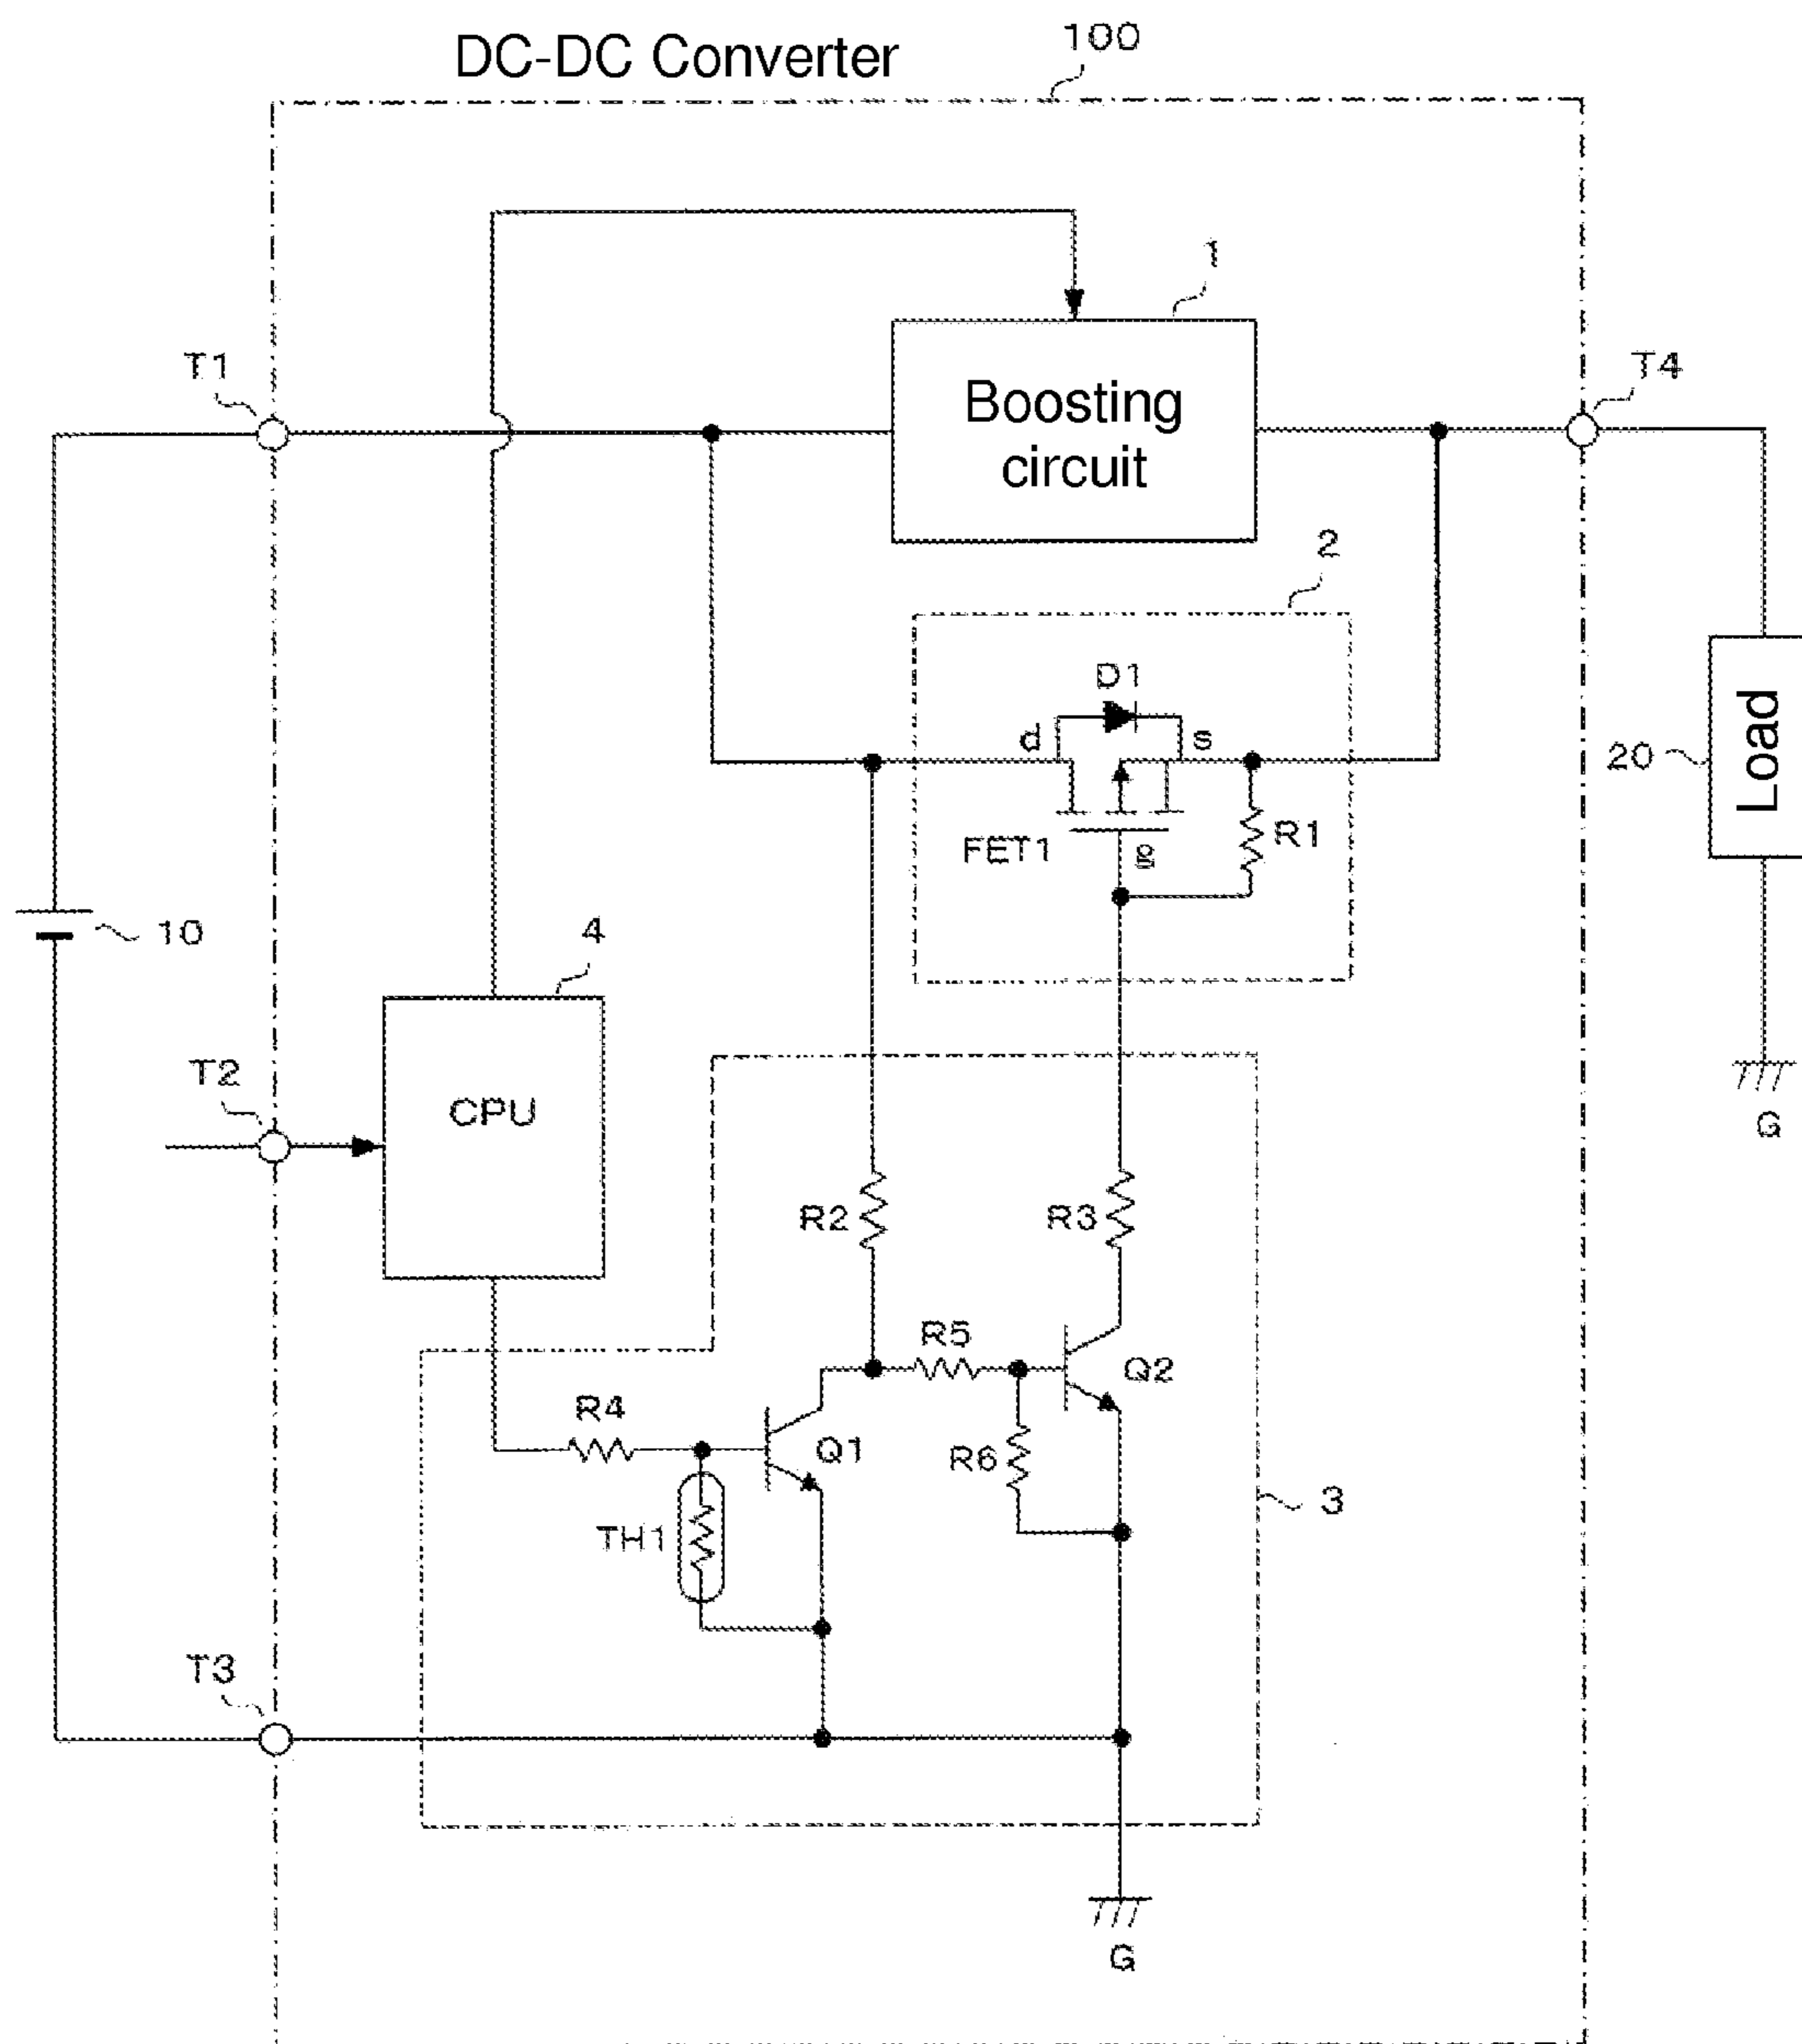 DC-DC Converter
100
1
T1
Boosting
circuit
T4
2
D1
d
s
FET1
g
R1
20
Load
10
4
T2
CPU
G
R2
R3
R5
Q2
R4
Q1
R6
TH1
3
T3
G